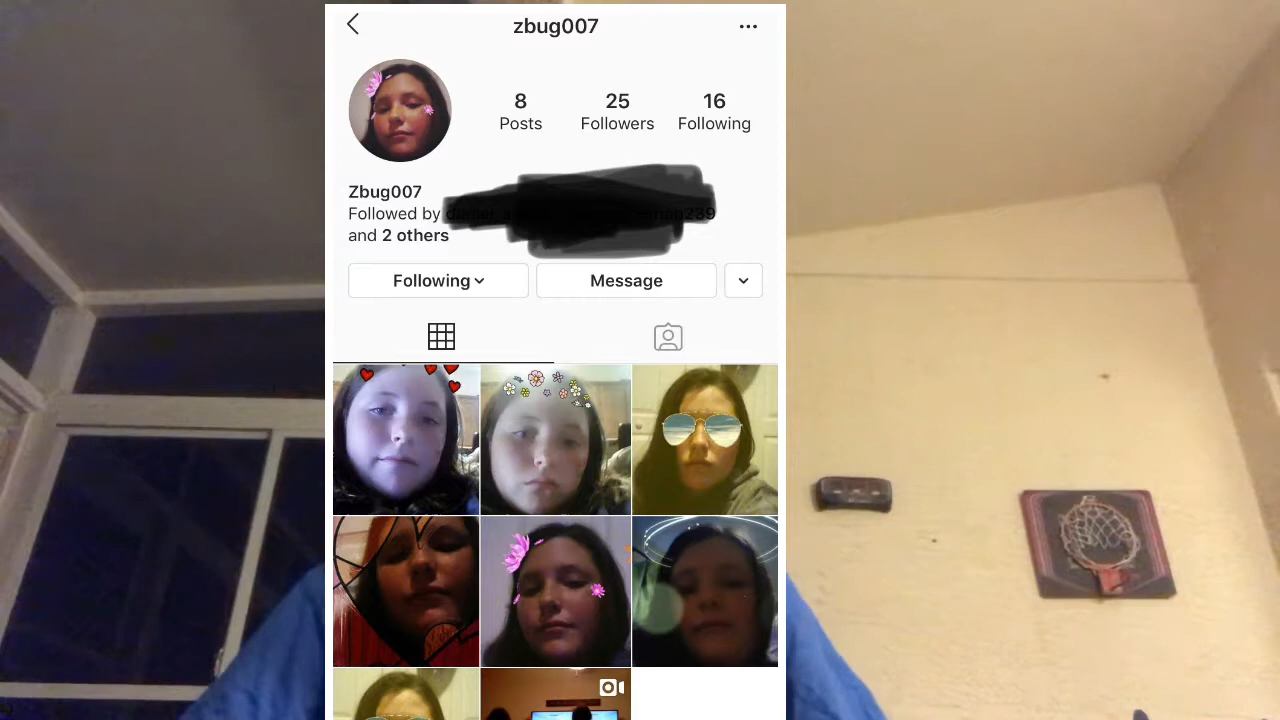 zbug007
8 25 16
Posts Followers Following
Zbug007
Followed by
and 2 others
Following Message